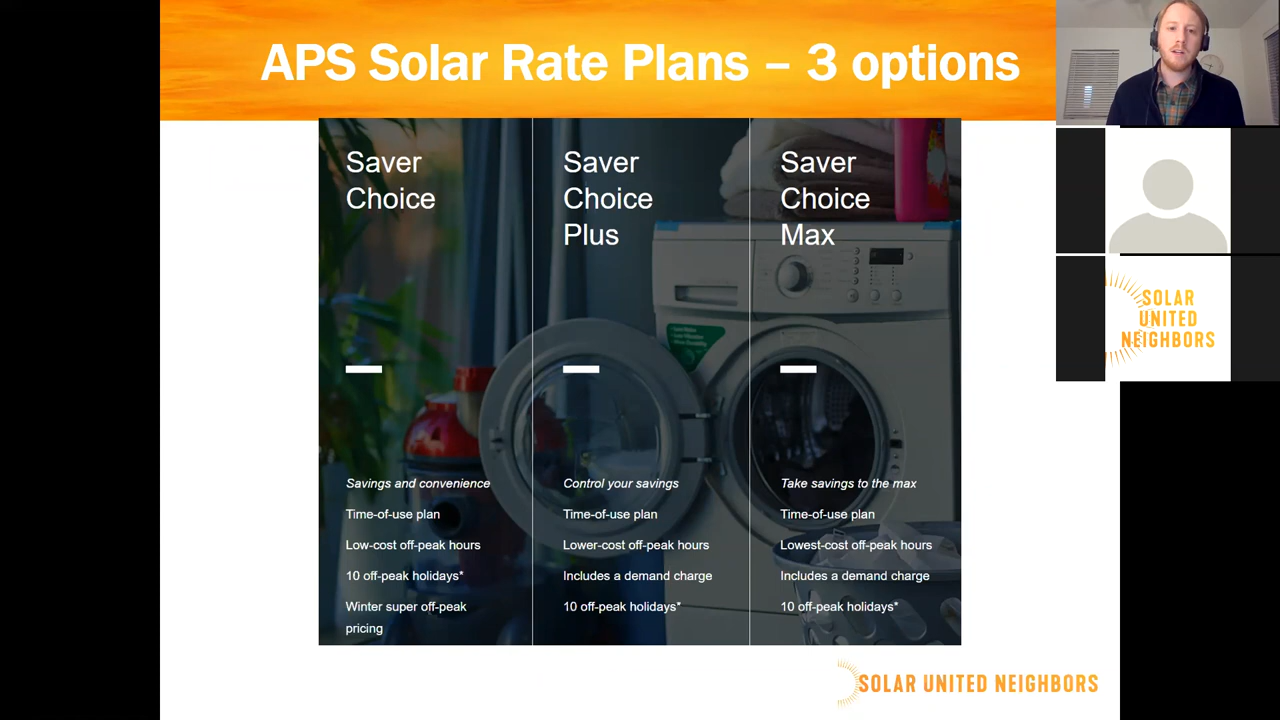 APS Solar Rate Plans – 3 options
Saver
Choice
Savings and convenience
Time-of-use plan
Low-cost off-peak hours
10 off-peak holidays*
Winter super off-peak
pricing
Saver
Choice
Plus
Control your savings
Time-of-use plan
Lower-cost off-peak hours
Includes a demand charge
10 off-peak holidays*
Saver
Choice
Max
Take savings to the max
Time-of-use plan
Lowest-cost off-peak hours
Includes a demand charge
10 off-peak holidays*
SOLAR
UNITED
NEIGHBORS
SOLAR UNITED NEIGHBORS